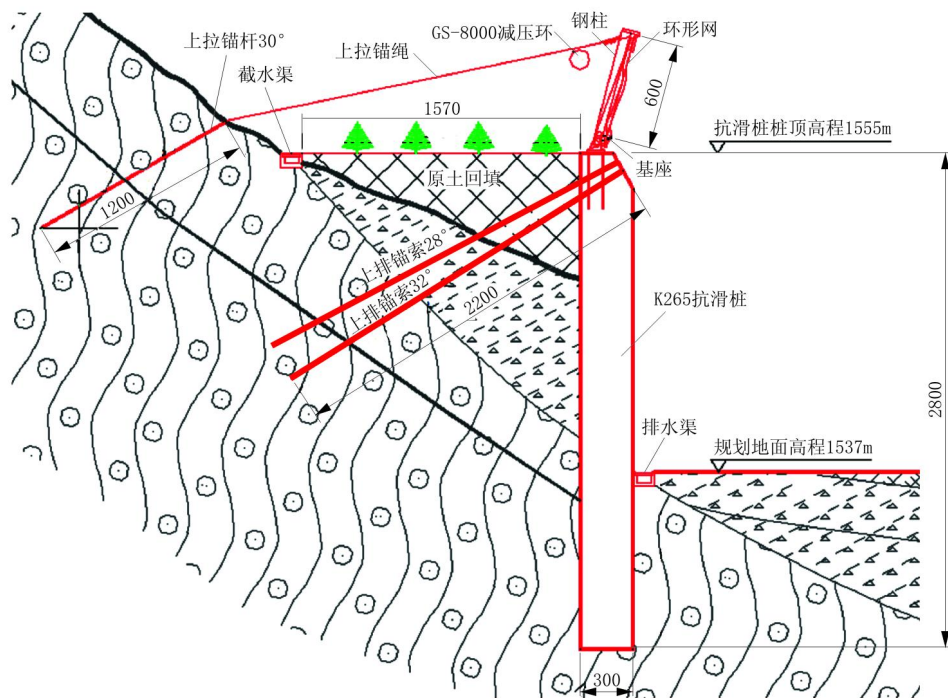 钢柱
GS-8000减压环
环形网
上拉锚杆30°
上拉锚绳
截水渠
600
1570
抗滑桩桩顶高程1555m
基座
原土回填
1200
上排锚索28°
上排锚索32°
2200
K265抗滑桩
2800
排水渠
规划地面高程1537m
300